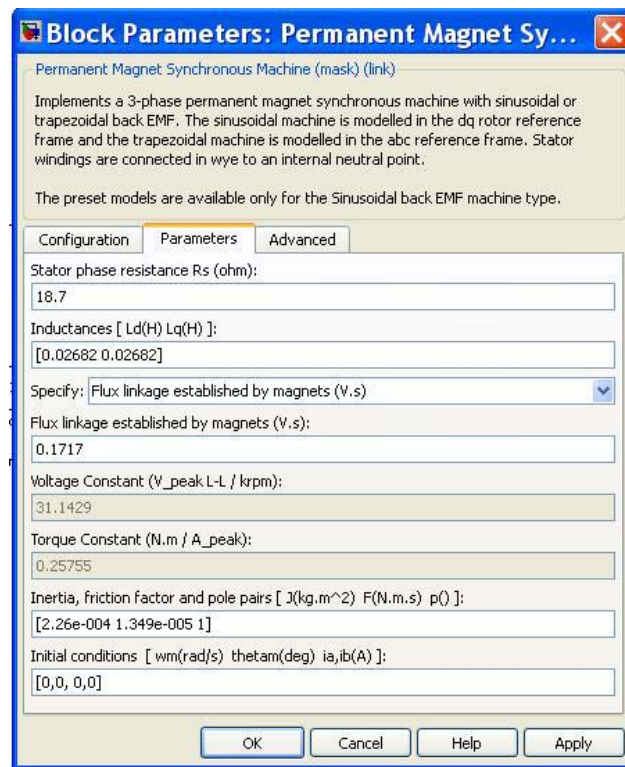 Block Parameters: Permanent Magnet Sy...
Permanent Magnet Synchronous Machine (mask) (link)
Implements a 3-phase permanent magnet synchronous machine with sinusoidal or
trapezoidal back EMF. The sinusoidal machine is modelled in the dq rotor reference
frame and the trapezoidal machine is modelled in the abc reference frame. Stator
windings are connected in wye to an internal neutral point.
The preset models are available only for the Sinusoidal back EMF machine type.
Configuration Parameters Advanced
Stator phase resistance Rs (ohm):
18.7
Inductances [ Ld(H) Lq(H) ]:
[0.02682 0.02682]
Specify: Flux linkage established by magnets (V.s)
Flux linkage established by magnets (V.s):
0.1717
Voltage Constant (V_peak L-L / krpm):
31.1429
Torque Constant (N.m / A_peak):
0.25755
Inertia, friction factor and pole pairs [ J(kg.m^2) F(N.m.s) p() ]:
[2.26e-004 1.349e-005 1]
Initial conditions [ wm(rad/s) thetam(deg) ia,ib(A) ]:
[0,0, 0,0]
OK Cancel Help Apply